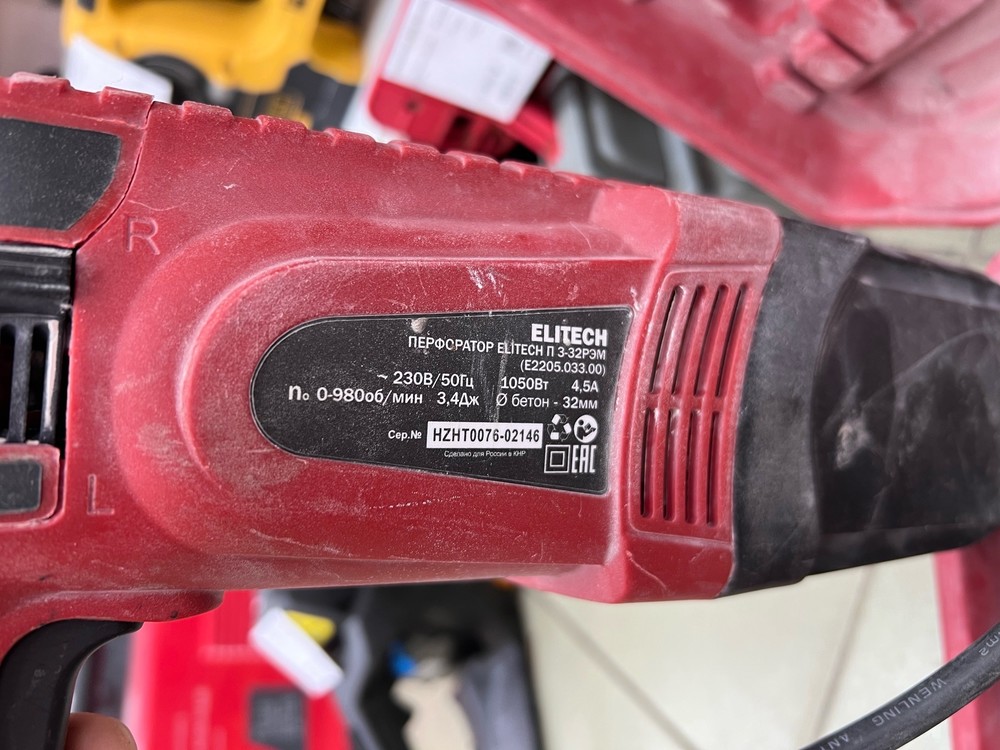 R
ELITECH
ПЕРФОРАТОР ELITECH П 3-32РЭМ
(E2205.033.00)
~ 230В/50Гц 1050Вт 4,5А
n₀ 0-980об/мин 3,4Дж Ø бетон - 32мм
Сер.№ HZHT0076-02146
Сделано для России в КНР
EAC
L
WENLING